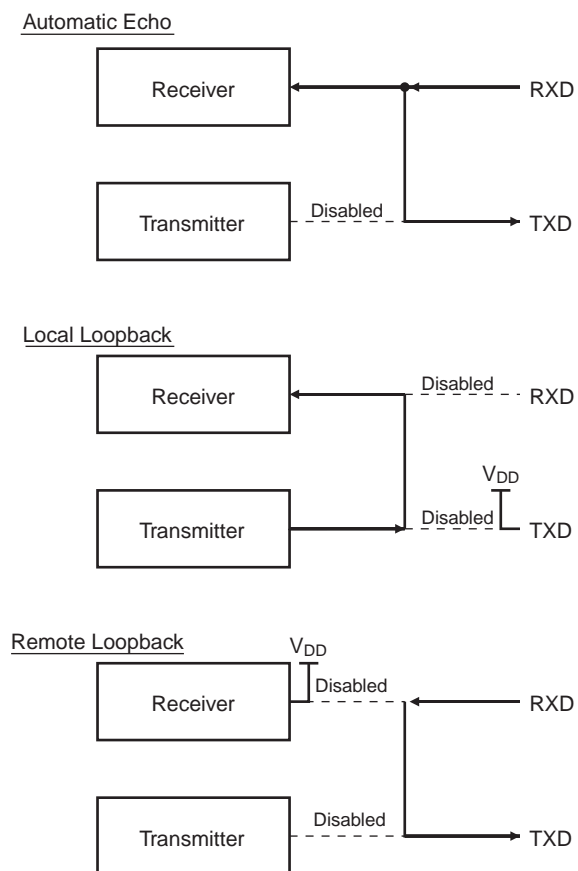 Automatic Echo
Receiver
RXD
Transmitter
Disabled
TXD
Local Loopback
Receiver
Disabled
RXD
VDD
Transmitter
Disabled
TXD
Remote Loopback
VDD
Receiver
Disabled
RXD
Transmitter
Disabled
TXD